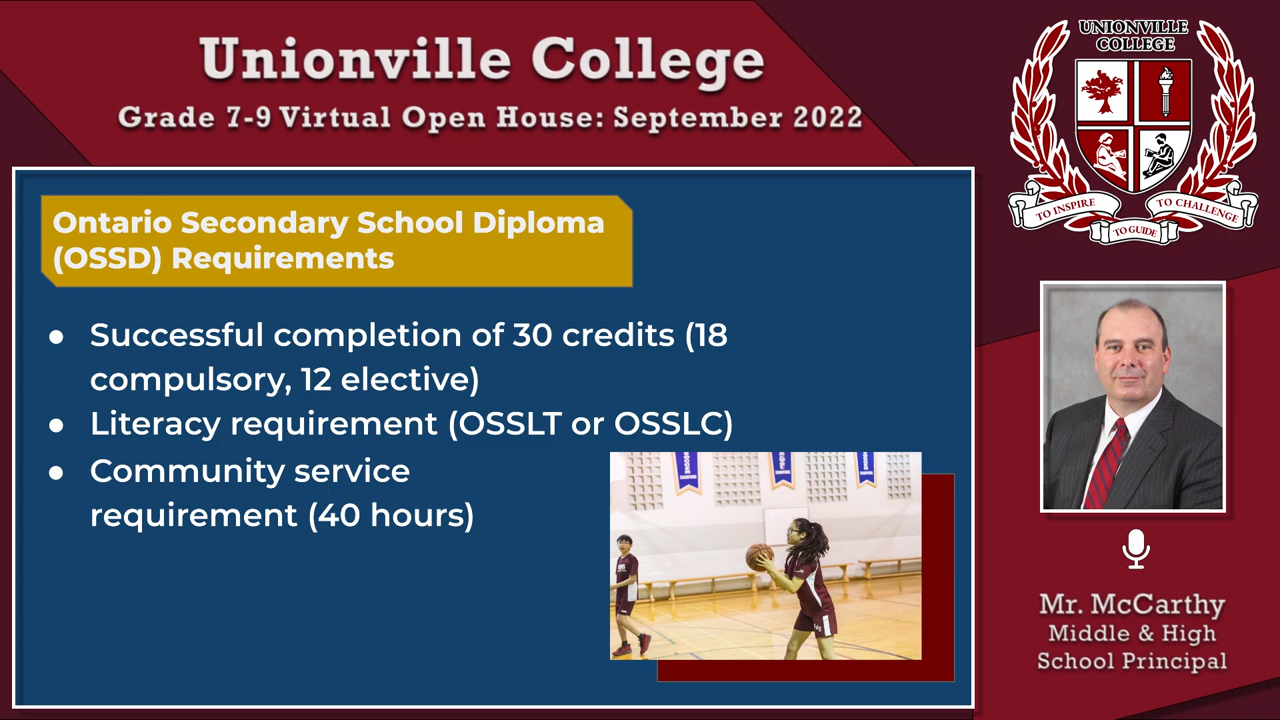 Unionville College
Grade 7-9 Virtual Open House: September 2022
UNIONVILLE
COLLEGE
TO INSPIRE
TO GUIDE
TO CHALLENGE
Ontario Secondary School Diploma
(OSSD) Requirements
● Successful completion of 30 credits (18
compulsory, 12 elective)
● Literacy requirement (OSSLT or OSSLC)
● Community service
requirement (40 hours)
Mr. McCarthy
Middle & High
School Principal